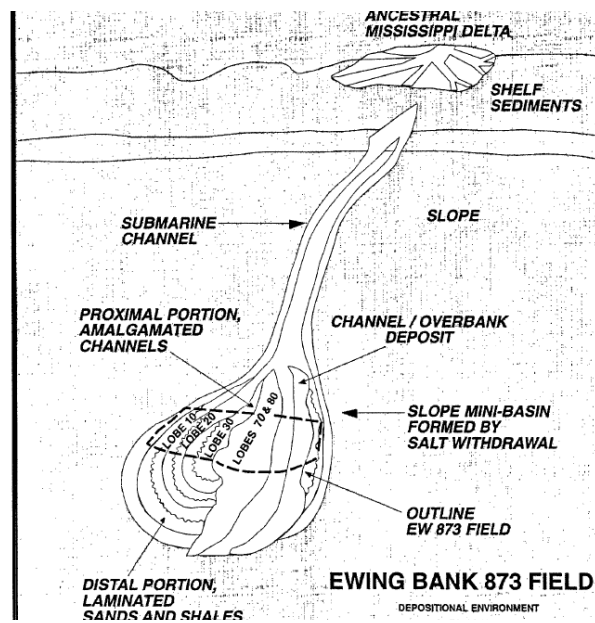 ANCESTRAL
MISSISSIPPI DELTA
SHELF
SEDIMENTS
SUBMARINE
CHANNEL
SLOPE
PROXIMAL PORTION,
AMALGAMATED
CHANNELS
CHANNEL / OVERBANK
DEPOSIT
LOBE 10
LOBE 20
LOBE 30
LOBES 70 & 80
SLOPE MINI-BASIN
FORMED BY
SALT WITHDRAWAL
OUTLINE
EW 873 FIELD
DISTAL PORTION,
LAMINATED
SANDS AND SHALES
EWING BANK 873 FIELD
DEPOSITIONAL ENVIRONMENT